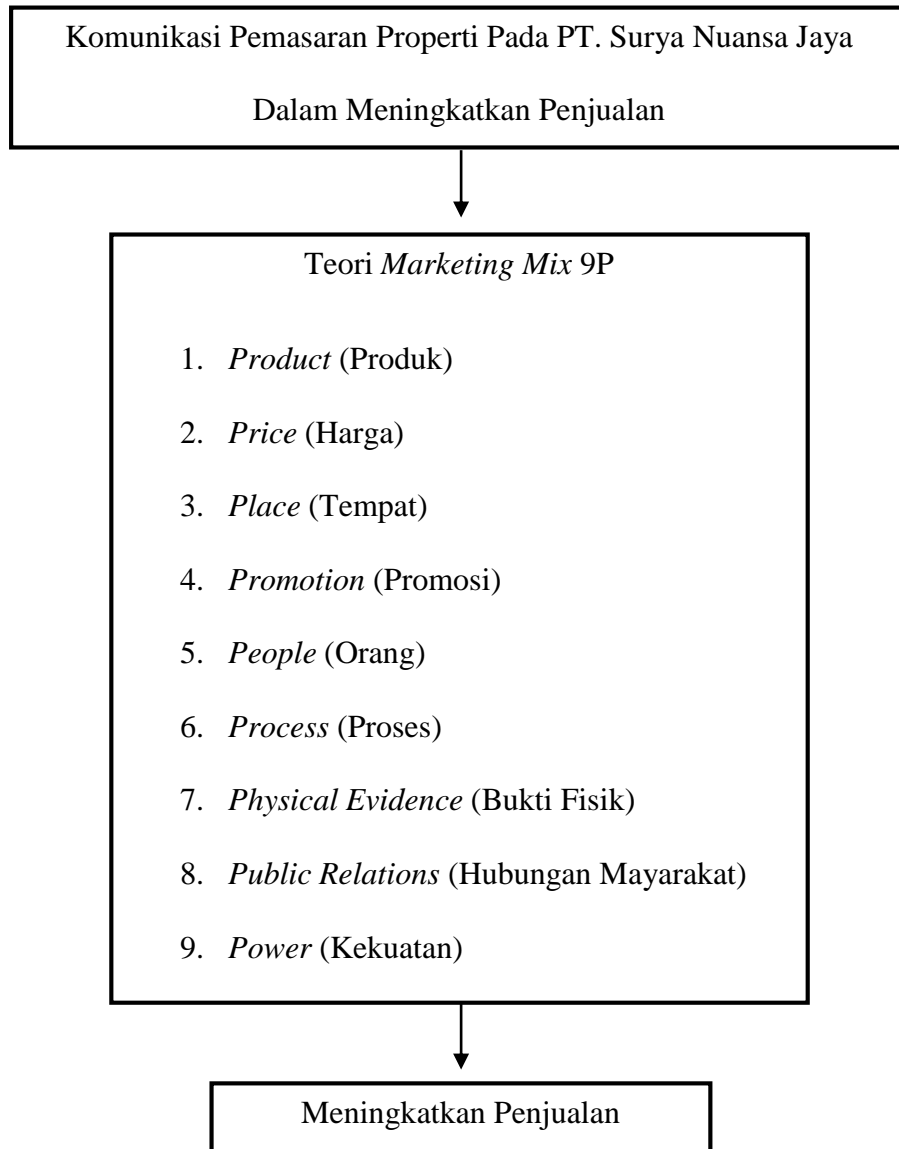 Komunikasi Pemasaran Properti Pada PT. Surya Nuansa Jaya
Dalam Meningkatkan Penjualan
Teori Marketing Mix 9P
1. Product (Produk)
2. Price (Harga)
3. Place (Tempat)
4. Promotion (Promosi)
5. People (Orang)
6. Process (Proses)
7. Physical Evidence (Bukti Fisik)
8. Public Relations (Hubungan Mayarakat)
9. Power (Kekuatan)
Meningkatkan Penjualan